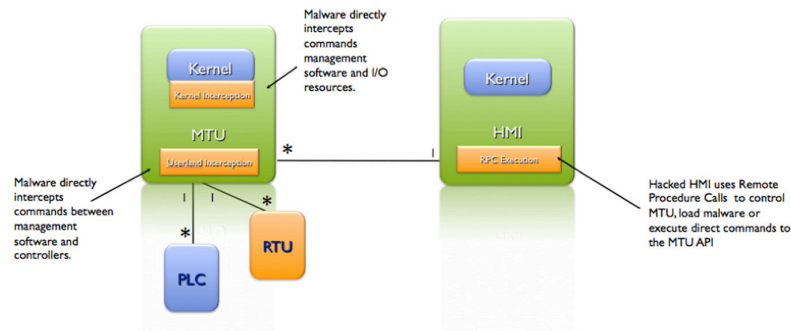 Malware directly
intercepts
commands
management
software and I/O
resources.
Kernel
Kernel Interception
MTU
Userland Interception
Kernel
HMI
RPC Execution
*
1
Malware directly
intercepts
commands between
management
software and
controllers.
1
1
*
*
PLC
RTU
Hacked HMI uses Remote
Procedure Calls to control
MTU, load malware or
execute direct commands to
the MTU API